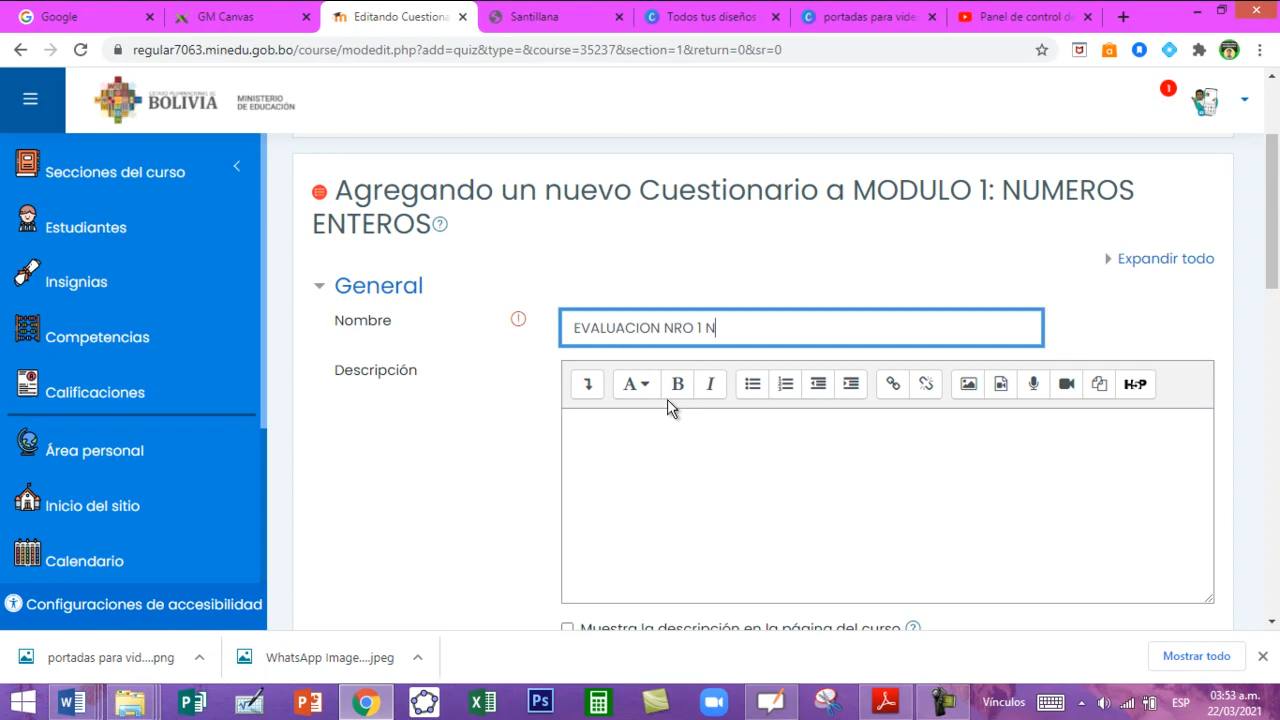 Google
GM Canvas
Editando Cuestiona
Santillana
Todos tus diseños
portadas para vide
Panel de control de
regular7063.minedu.gob.bo/course/modedit.php?add=quiz&type=&course=35237&section=1&return=0&sr=0
BOLIVIA
MINISTERIO
DE EDUCACIÓN
1
Secciones del curso
Estudiantes
Insignias
Competencias
Calificaciones
Área personal
Inicio del sitio
Calendario
Configuraciones de accesibilidad
Agregando un nuevo Cuestionario a MODULO 1: NUMEROS
ENTEROS
Expandir todo
General
Nombre
EVALUACION NRO 1 N
Descripción
A B I
H-P
Muestra la descripción en la página del curso
portadas para vid....png
WhatsApp Image....jpeg
Mostrar todo
Vínculos
ESP
03:53 a.m.
22/03/2021